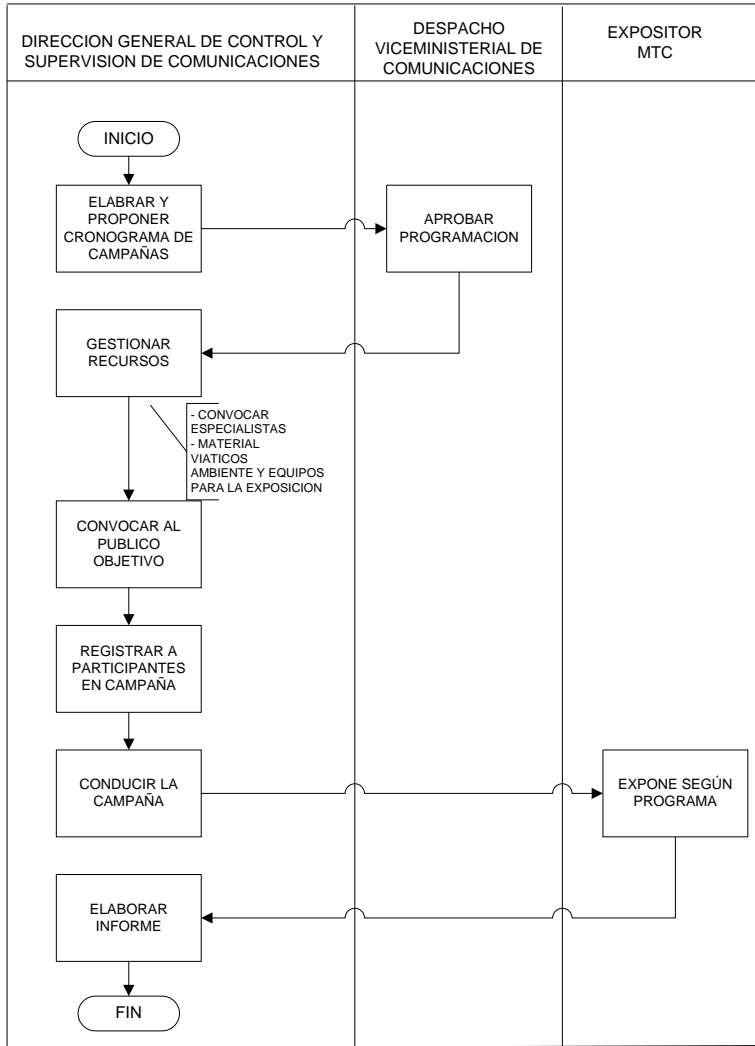 DIRECCION GENERAL DE CONTROL Y
SUPERVISION DE COMUNICACIONES
DESPACHO
VICEMINISTERIAL DE
COMUNICACIONES
EXPOSITOR
MTC
INICIO
ELABRAR Y
PROPONER
CRONOGRAMA DE
CAMPAÑAS
APROBAR
PROGRAMACION
GESTIONAR
RECURSOS
- CONVOCAR
ESPECIALISTAS
- MATERIAL
VIATICOS
AMBIENTE Y EQUIPOS
PARA LA EXPOSICION
CONVOCAR AL
PUBLICO
OBJETIVO
REGISTRAR A
PARTICIPANTES
EN CAMPAÑA
CONDUCIR LA
CAMPAÑA
EXPONE SEGÚN
PROGRAMA
ELABORAR
INFORME
FIN